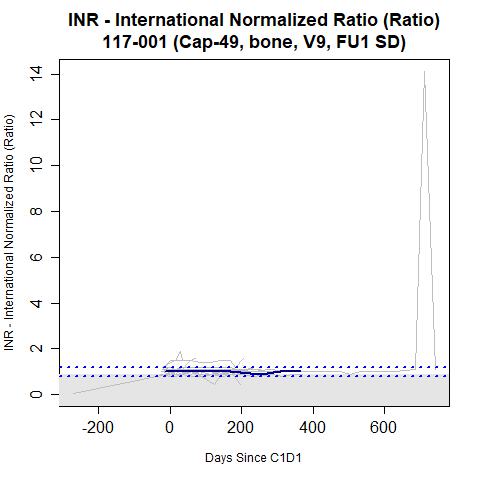 INR - International Normalized Ratio (Ratio)
117-001 (Cap-49, bone, V9, FU1 SD)
INR - International Normalized Ratio (Ratio)
14
12
10
8
6
4
2
0
-200 0 200 400 600
Days Since C1D1